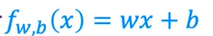 f_{w,b}(x) = wx + b